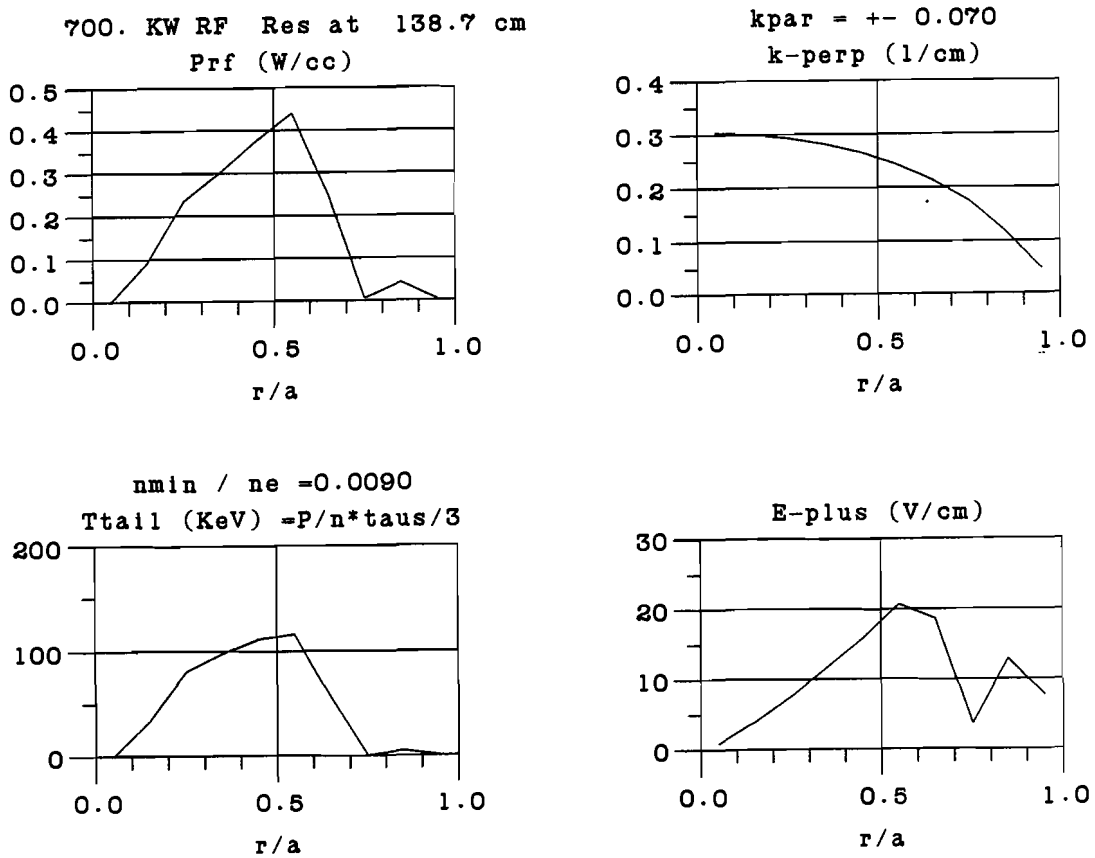 700. KW RF Res at 138.7 cm
Prf (W/cc)
0.5
0.4
0.3
0.2
0.1
0.0
0.0 0.5 1.0
r/a
kpar = +- 0.070
k-perp (1/cm)
0.4
0.3
0.2
0.1
0.0
0.0 0.5 1.0
r/a
nmin / ne =0.0090
Ttail (KeV) =P/n*taus/3
200
100
0
0.0 0.5 1.0
r/a
E-plus (V/cm)
30
20
10
0
0.0 0.5 1.0
r/a